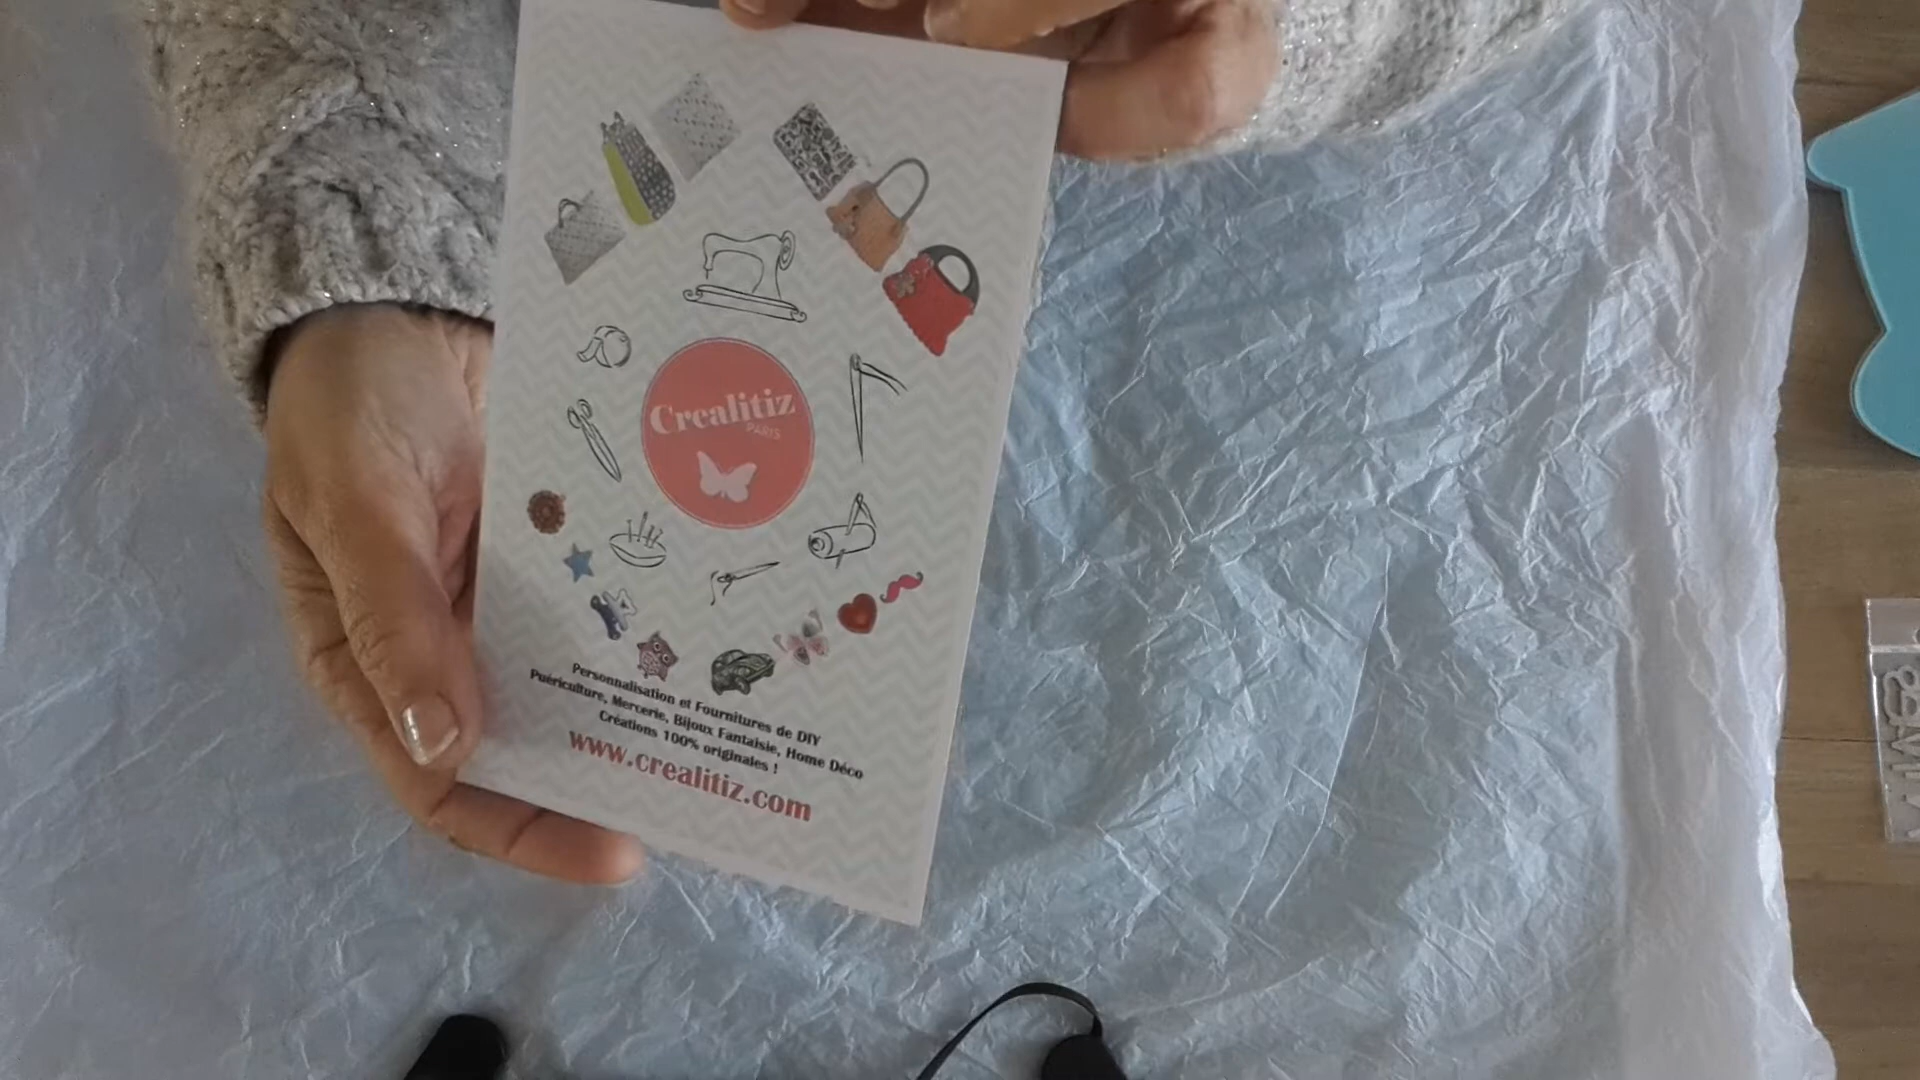 Crealitiz
PARIS
Personnalisation et Fournitures de DIY
Puériculture, Mercerie, Bijoux Fantaisie, Home Déco
Créations 100% originales !
www.crealitiz.com